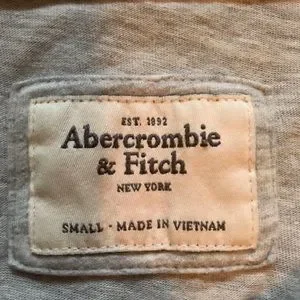 EST. 1892
Abercrombie
& Fitch
NEW YORK
SMALL - MADE IN VIETNAM